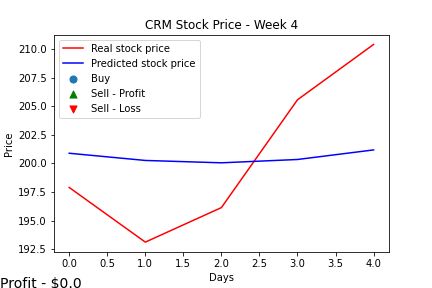 CRM Stock Price - Week 4
Real stock price
Predicted stock price
Buy
Sell - Profit
Sell - Loss
210.0
207.5
205.0
202.5
200.0
197.5
195.0
192.5
Price
0.0 0.5 1.0 1.5 2.0 2.5 3.0 3.5 4.0
Days
Profit - $0.0